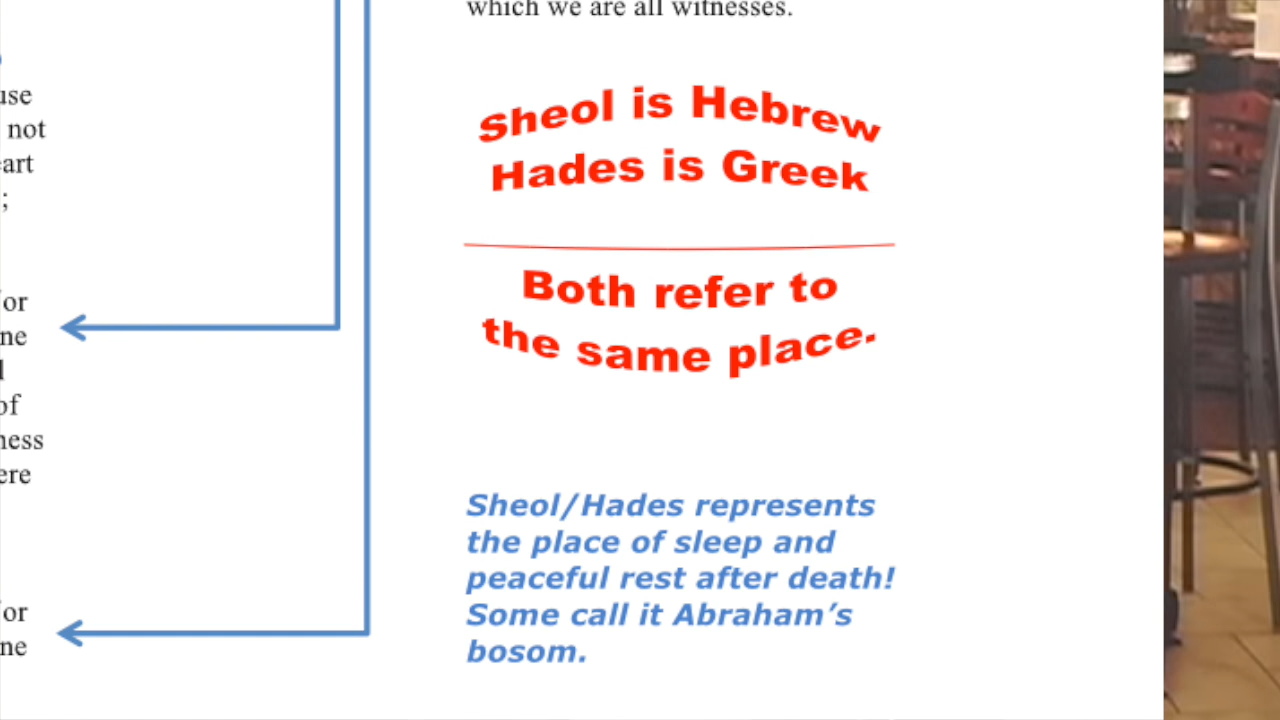 which we are all witnesses.
use
not
eart
;
or
ne
of
ness
ere
or
ne
Sheol is Hebrew
Hades is Greek
Both refer to
the same place.
Sheol/Hades represents
the place of sleep and
peaceful rest after death!
Some call it Abraham’s
bosom.